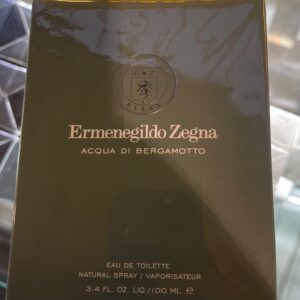 Ermenegildo Zegna
ACQUA DI BERGAMOTTO
EAU DE TOILETTE
NATURAL SPRAY / VAPORISATEUR
3.4 FL. OZ. LIQ./100 ML ℮